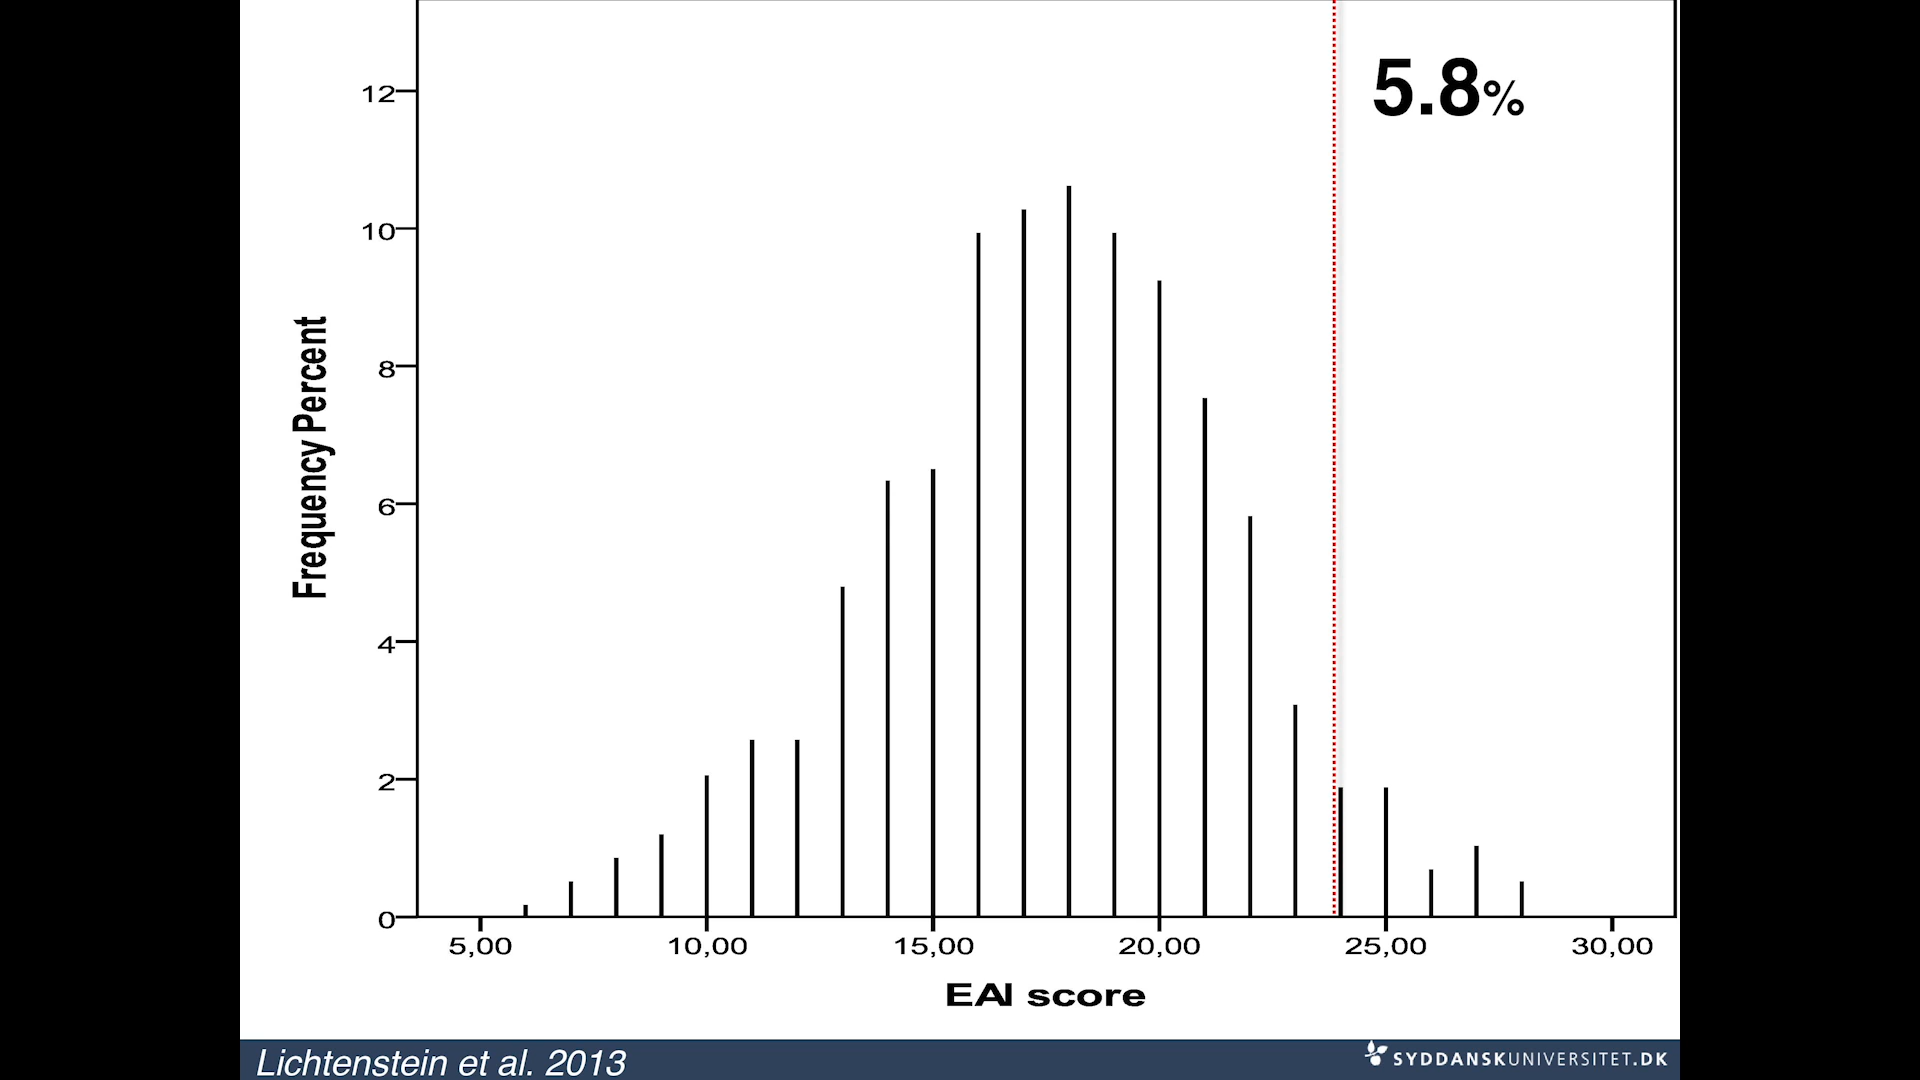 5.8%
12
10
8
6
4
2
0
Frequency Percent
5,00 10,00 15,00 20,00 25,00 30,00
EAI score
Lichtenstein et al. 2013
SYDDANSKUNIVERSITET.DK